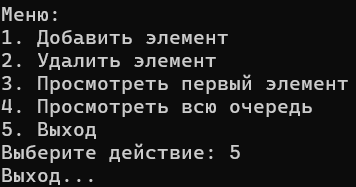 Меню:
1. Добавить элемент
2. Удалить элемент
3. Просмотреть первый элемент
4. Просмотреть всю очередь
5. Выход
Выберите действие: 5
Выход...